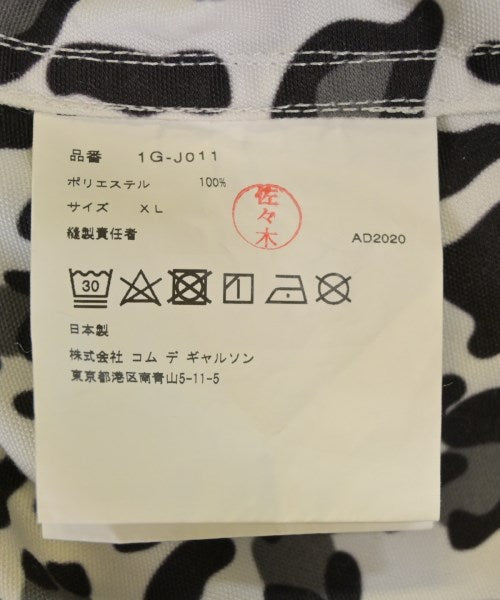 品番 1G-J011
ポリエステル 100%
サイズ XL
縫製責任者
佐々木
AD2020
30
日本製
株式会社 コム デ ギャルソン
東京都港区南青山5-11-5